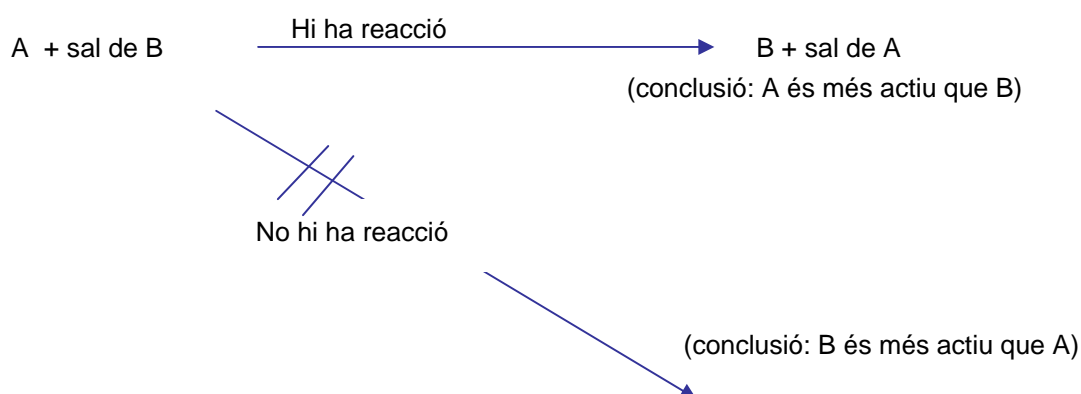 Hi ha reacció
A + sal de B
B + sal de A
(conclusió: A és més actiu que B)
No hi ha reacció
(conclusió: B és més actiu que A)